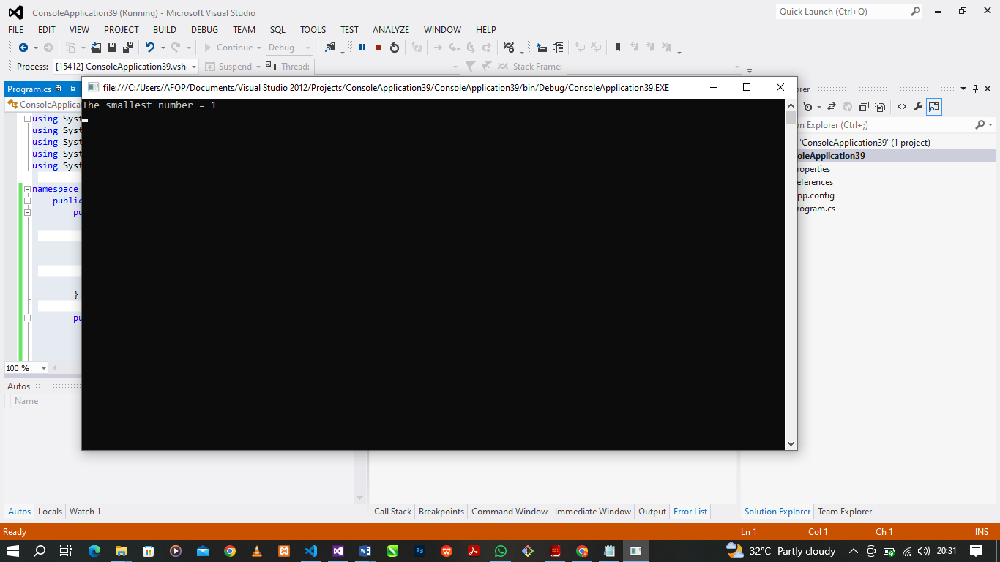 ConsoleApplication39 (Running) - Microsoft Visual Studio
Quick Launch (Ctrl+Q)
FILE EDIT VIEW PROJECT BUILD DEBUG TEAM SQL TOOLS TEST ANALYZE WINDOW HELP
Continue Debug
Process: [15412] ConsoleApplication39.vsh Suspend Thread: Stack Frame:
Program.cs
file:///C:/Users/AFOP/Documents/Visual Studio 2012/Projects/ConsoleApplication39/ConsoleApplication39/bin/Debug/ConsoleApplication39.EXE
The smallest number = 1
ConsoleApplicat
using Syst
using Syst
using Syst
using Syst
using Syst
namespace
public
pu
}
pu
100 %
orer
on Explorer (Ctrl+;)
'ConsoleApplication39' (1 project)
soleApplication39
roperties
eferences
pp.config
rogram.cs
Autos
Name
Autos Locals Watch 1
Call Stack Breakpoints Command Window Immediate Window Output Error List
Solution Explorer Team Explorer
Ready Ln 1 Col 1 Ch 1 INS
32°C Partly cloudy 20:31